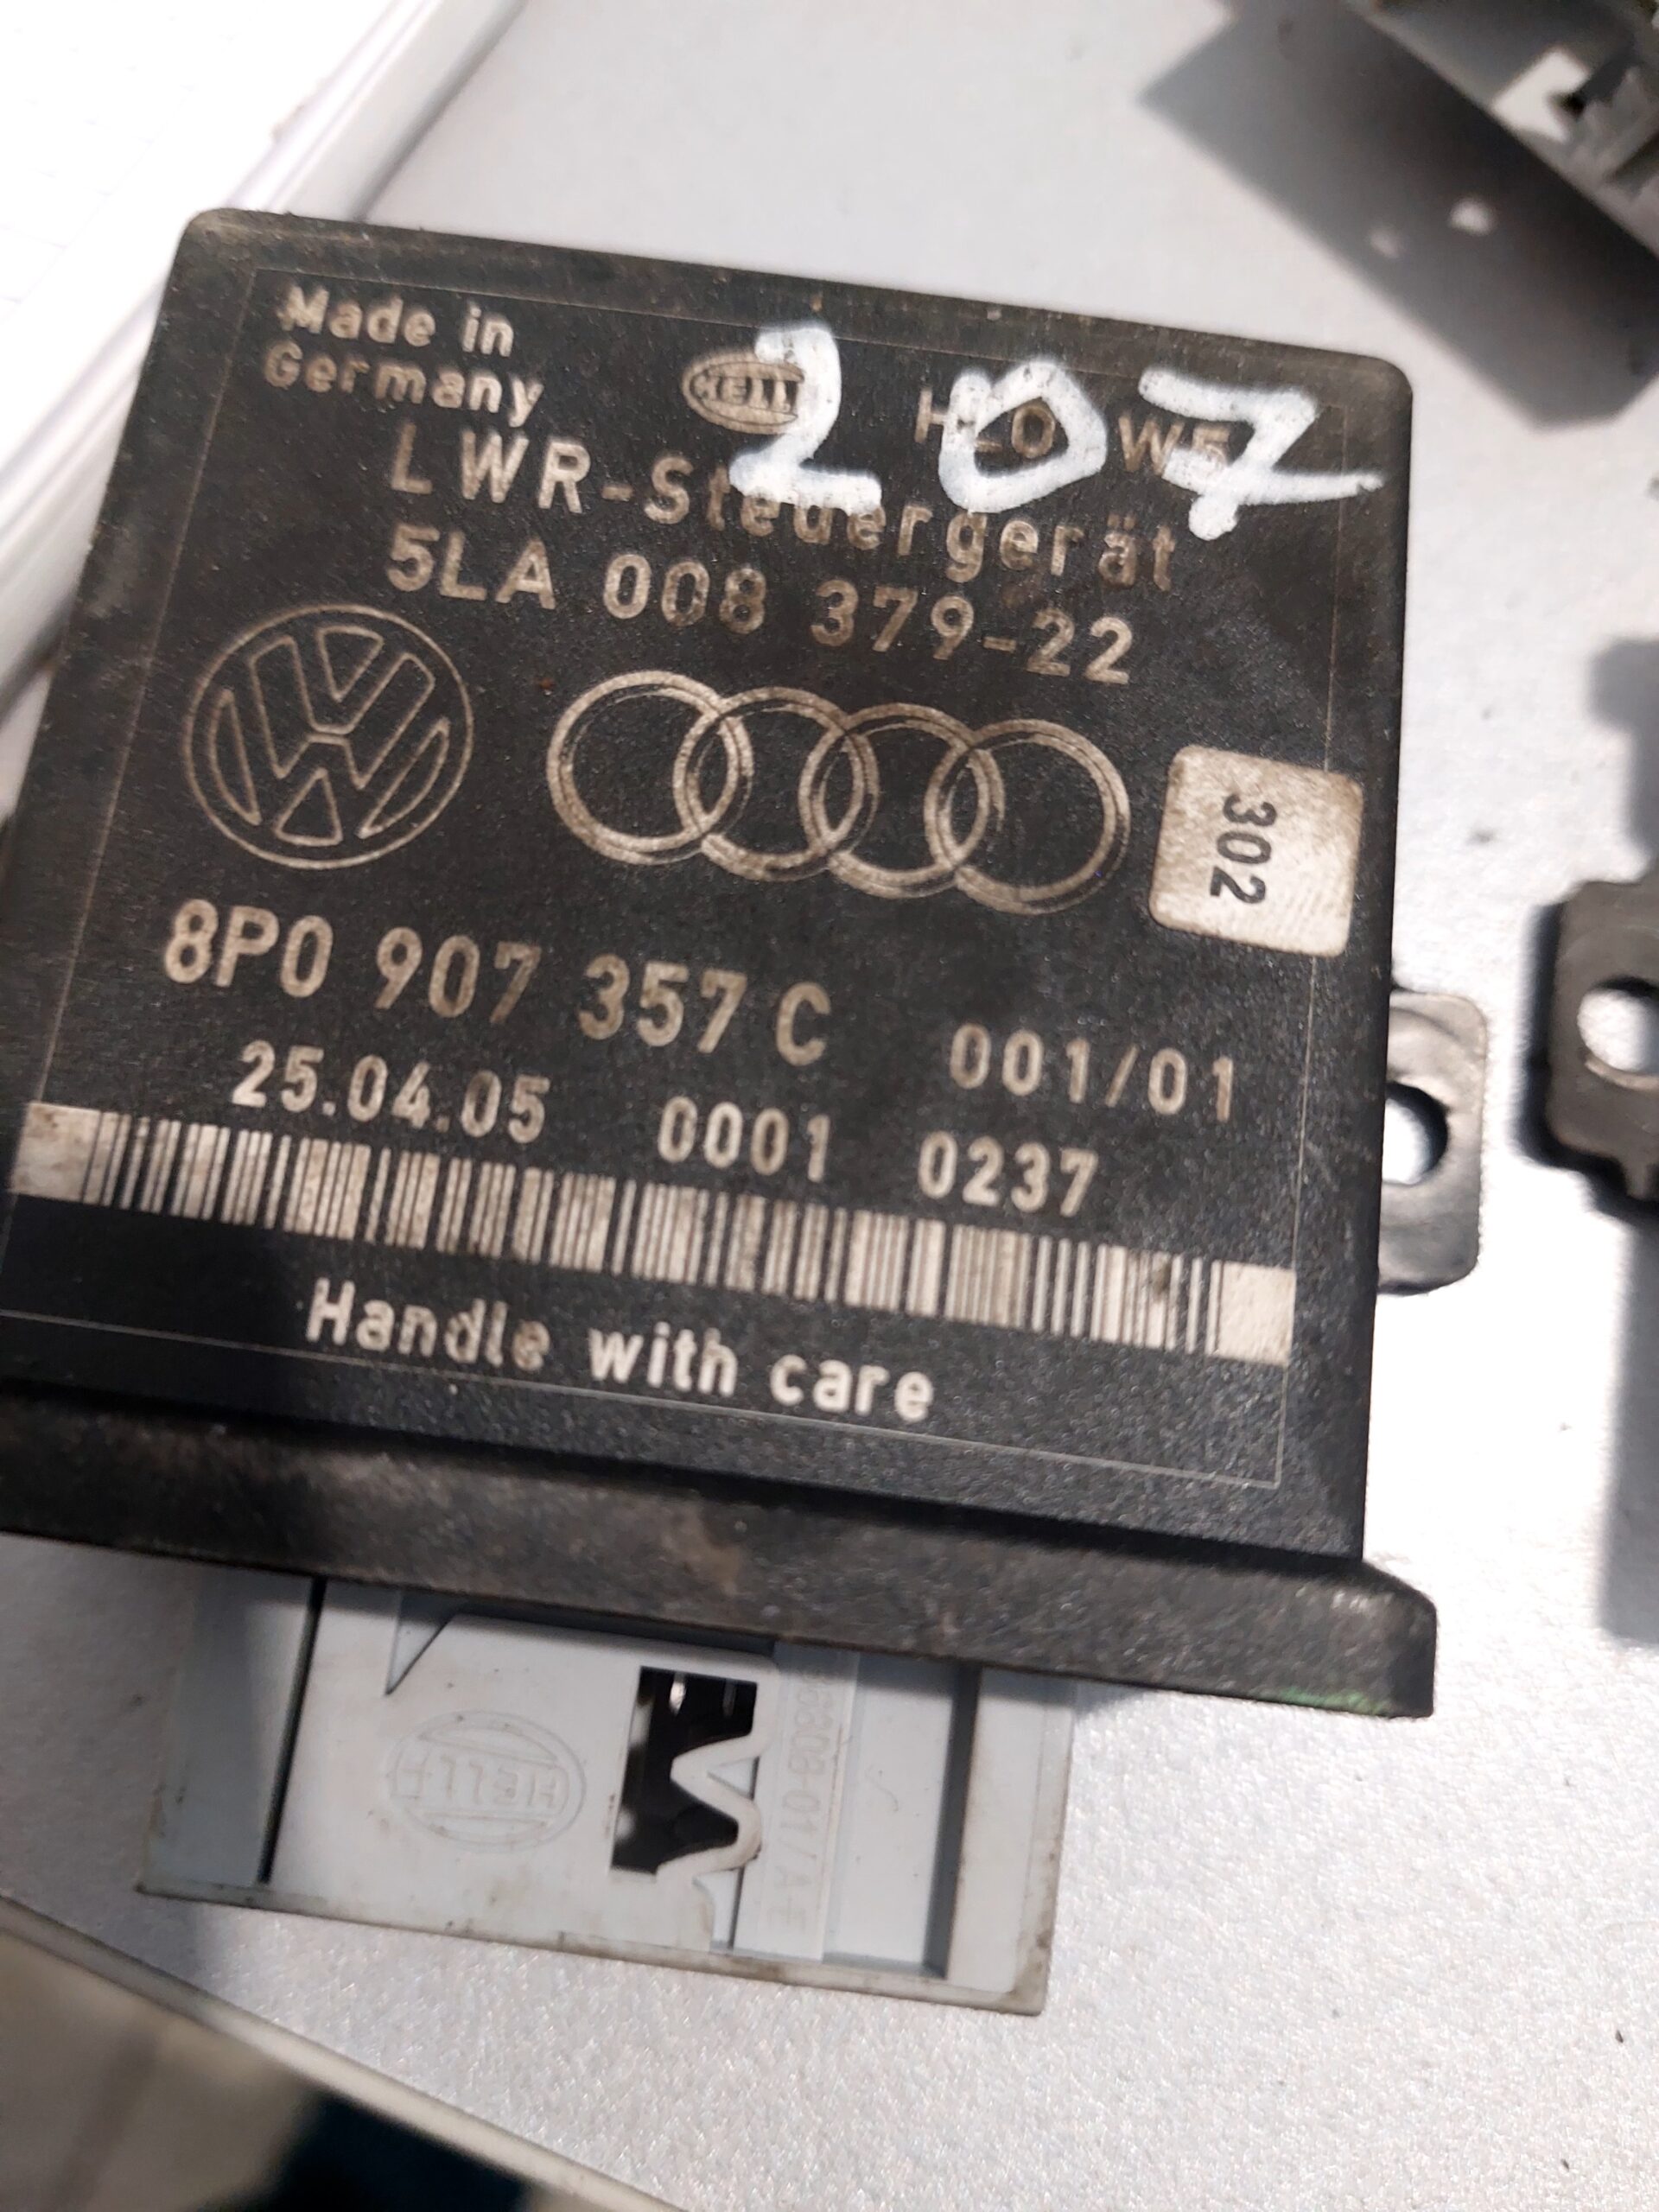 Made in
Germany
207
LWR-Steuergerät
5LA 008 379-22
302
8P0 907 357 C 001/01
25.04.05 0001 0237
Handle with care
HELLA